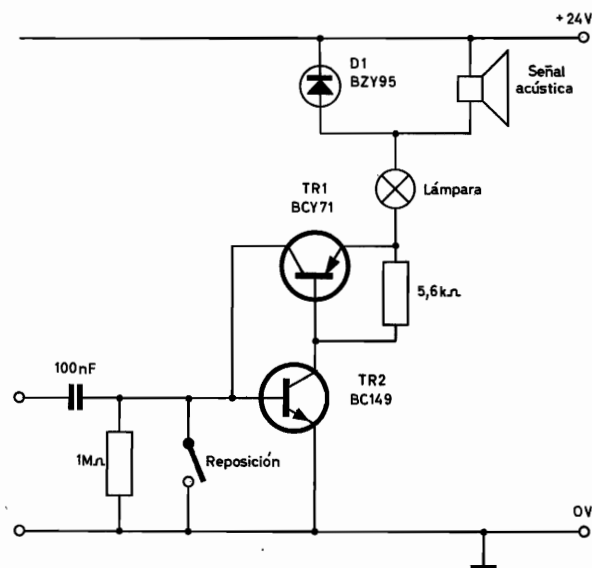 +24V
D1
BZY95
Señal
acústica
TR1
BCY71
Lámpara
5,6kΩ
100nF
TR2
BC149
1MΩ
Reposición
0V